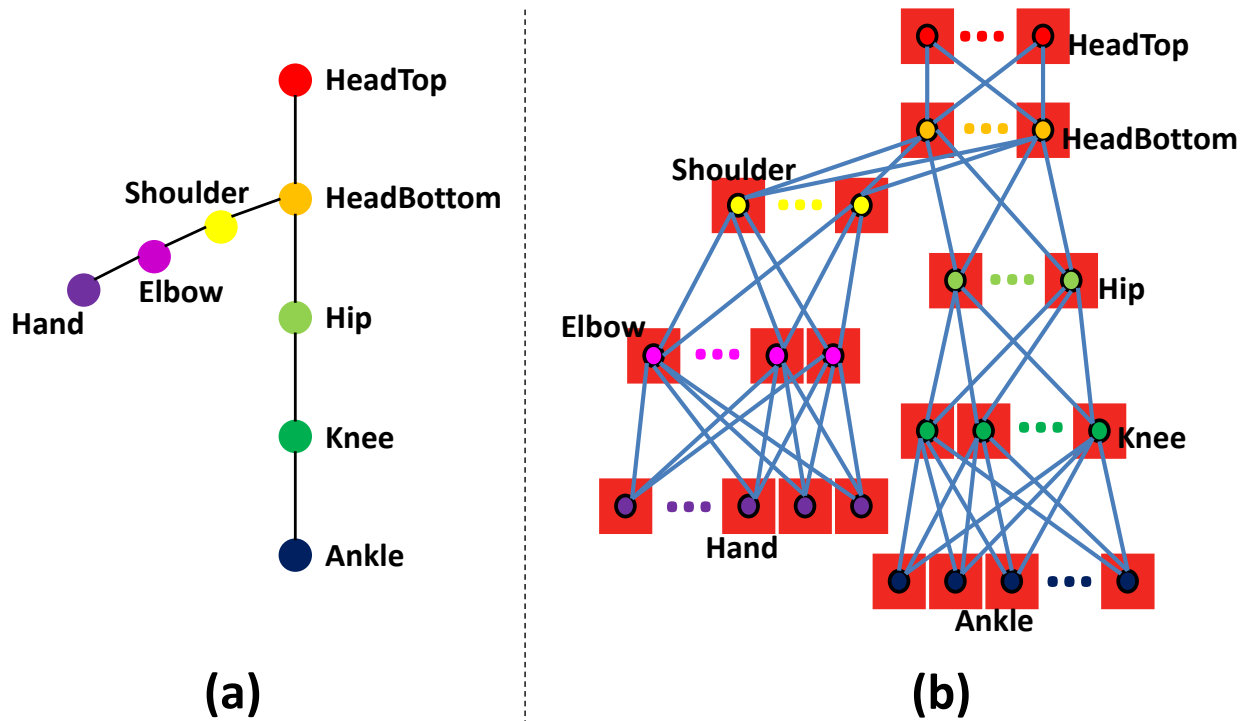 HeadTop
Shoulder
HeadBottom
Elbow
Hand
Hip
Knee
Ankle
(a)
HeadTop
HeadBottom
Shoulder
Hip
Elbow
Knee
Hand
Ankle
(b)